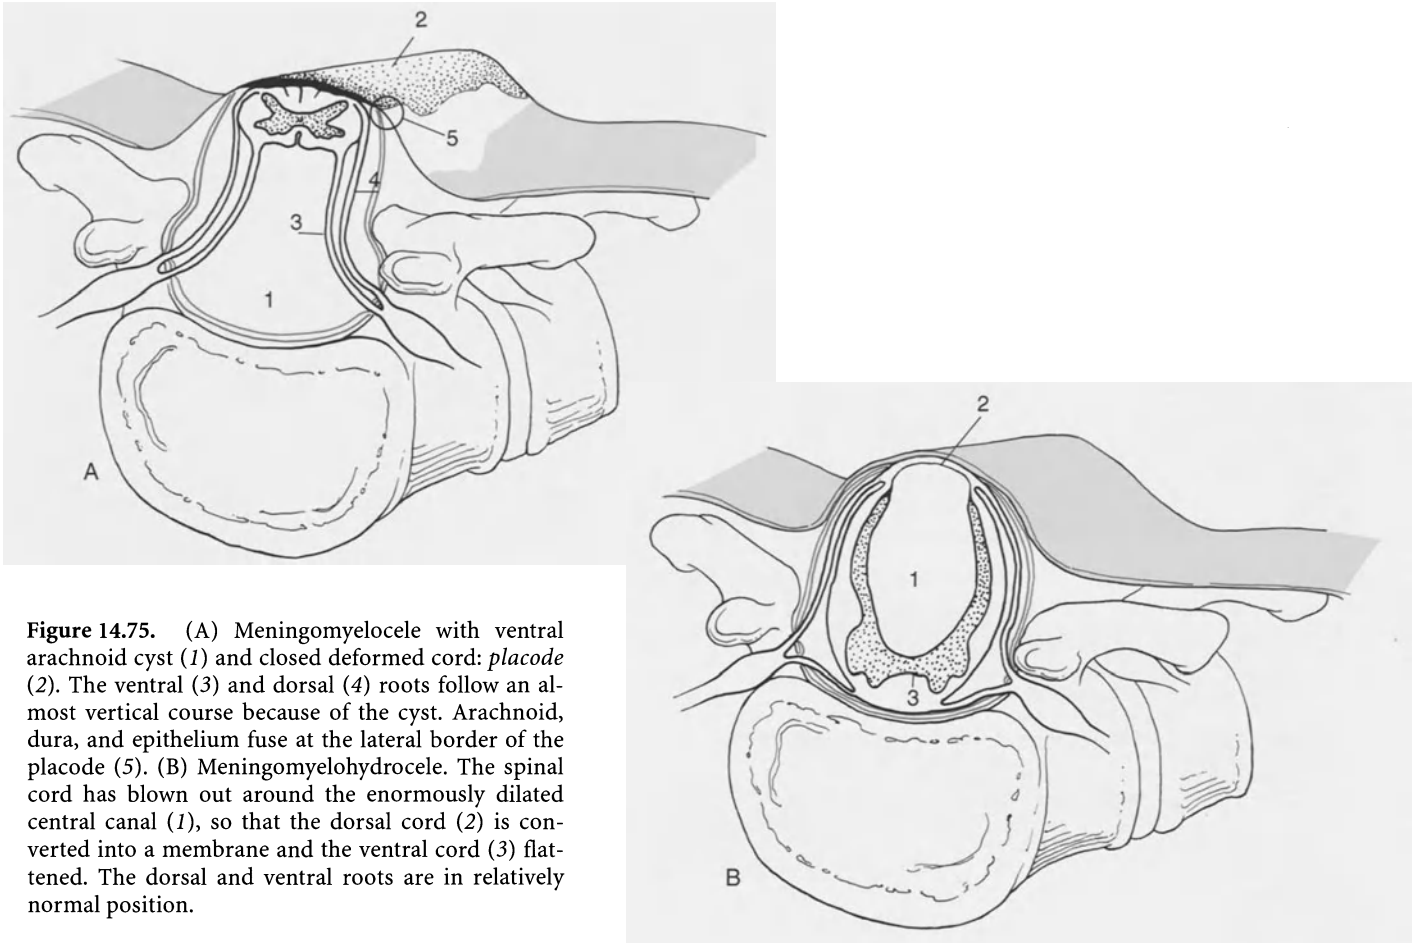 2
5
4
3
1
A
2
1
3
B
Figure 14.75. (A) Meningomyelocele with ventral
arachnoid cyst (1) and closed deformed cord: placode
(2). The ventral (3) and dorsal (4) roots follow an al-
most vertical course because of the cyst. Arachnoid,
dura, and epithelium fuse at the lateral border of the
placode (5). (B) Meningomyelohydrocele. The spinal
cord has blown out around the enormously dilated
central canal (1), so that the dorsal cord (2) is con-
verted into a membrane and the ventral cord (3) flat-
tened. The dorsal and ventral roots are in relatively
normal position.